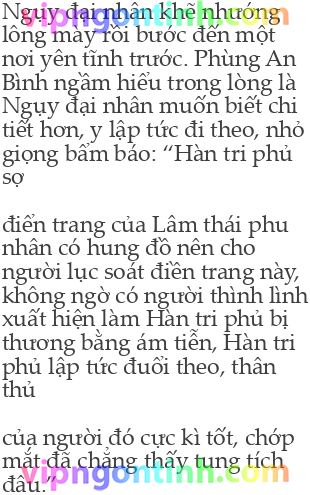 Ngụy đại nhân khẽ nhướng
lông mày rồi bước đến một
nơi yên tĩnh trước. Phùng An
Bình ngầm hiểu trong lòng là
Ngụy đại nhân muốn biết chi
tiết hơn, y lập tức đi theo, nhỏ
giọng bẩm báo: “Hàn tri phủ
sợ
điển trang của Lâm thái phu
nhân có hung đồ nên cho
người lục soát điền trang này,
không ngờ có người thình lình
xuất hiện làm Hàn tri phủ bị
thương bằng ám tiễn, Hàn tri
phủ lập tức đuổi theo, thân
thủ
của người đó cực kì tốt, chớp
mắt đã chẳng thấy tung tích
đâu.”
vipngontinh.com
vipngontinh.com